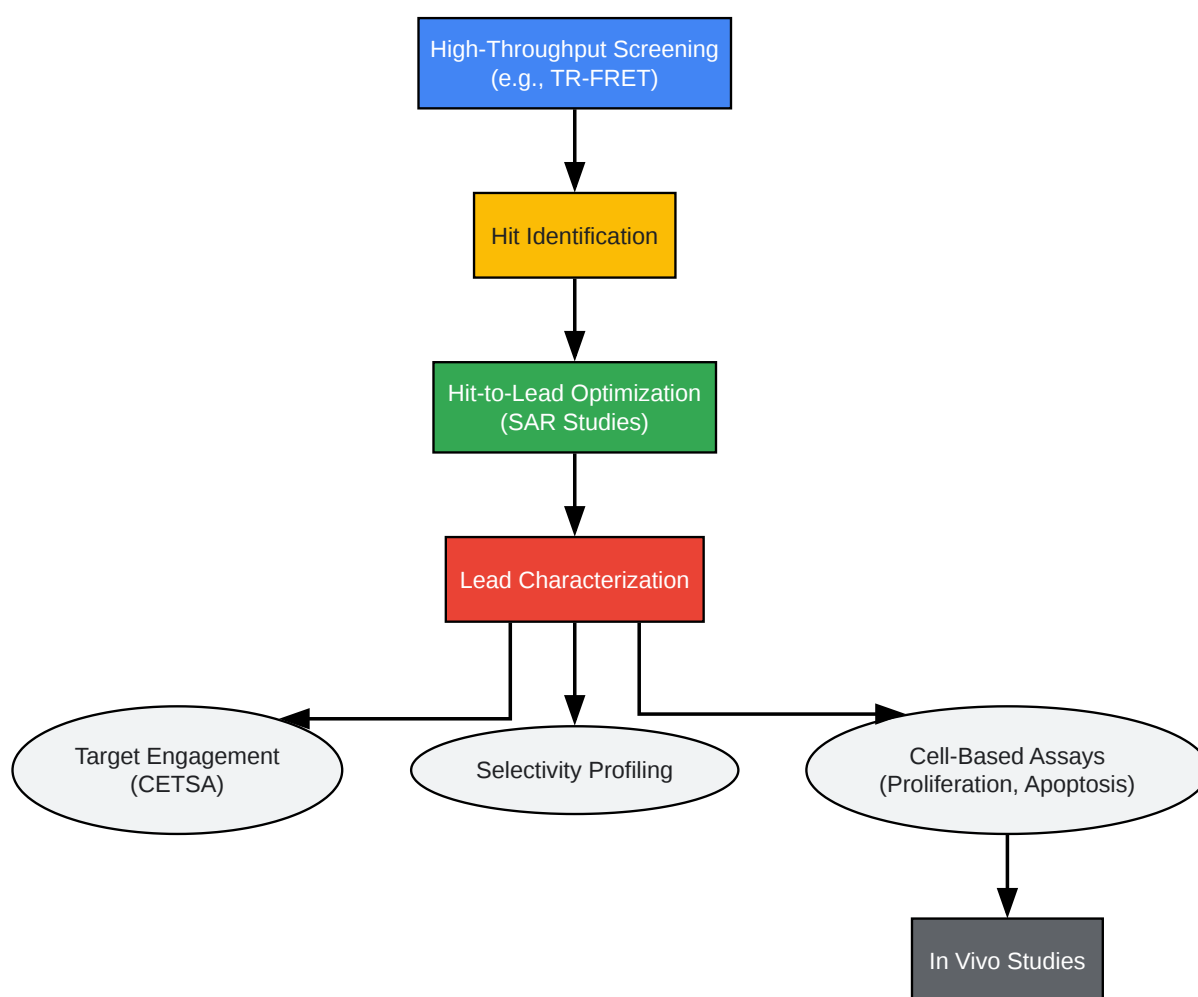 High-Throughput Screening
(e.g., TR-FRET)
Hit Identification
Hit-to-Lead Optimization
(SAR Studies)
Lead Characterization
Target Engagement
(CETSA)
Selectivity Profiling
Cell-Based Assays
(Proliferation, Apoptosis)
In Vivo Studies